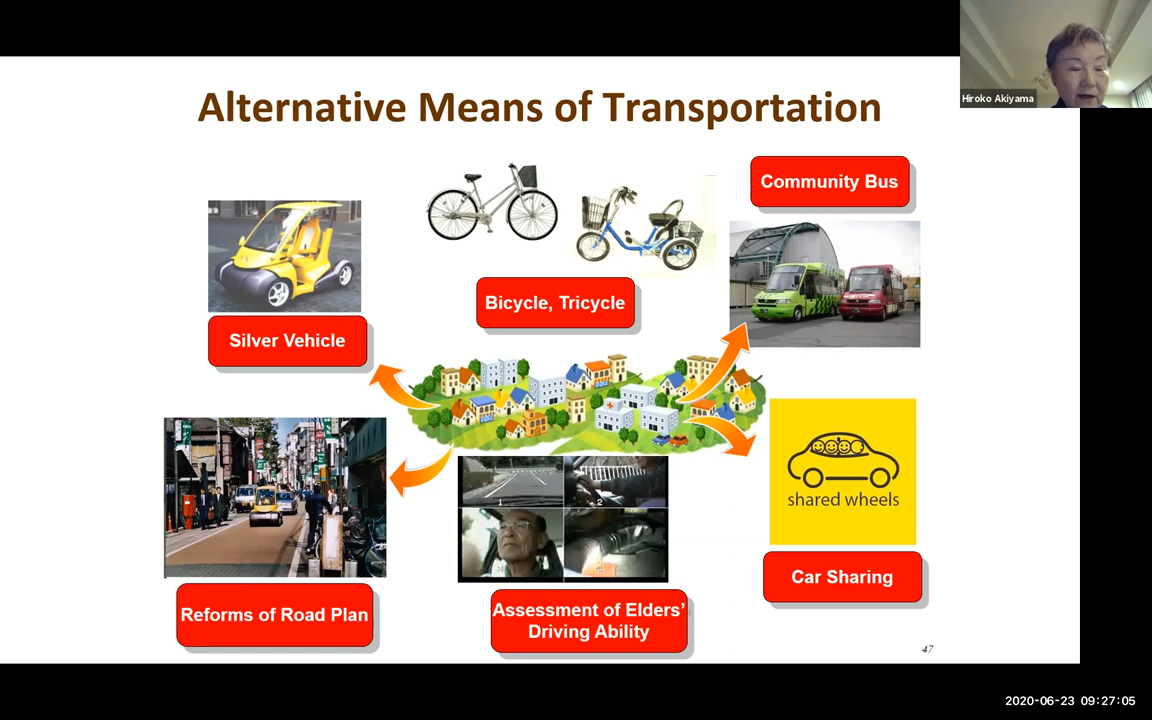 Hiroko Akiyama
Alternative Means of Transportation
Community Bus
Bicycle, Tricycle
Silver Vehicle
shared wheels
Car Sharing
Reforms of Road Plan
Assessment of Elders’
Driving Ability
47
2020-06-23 09:27:05